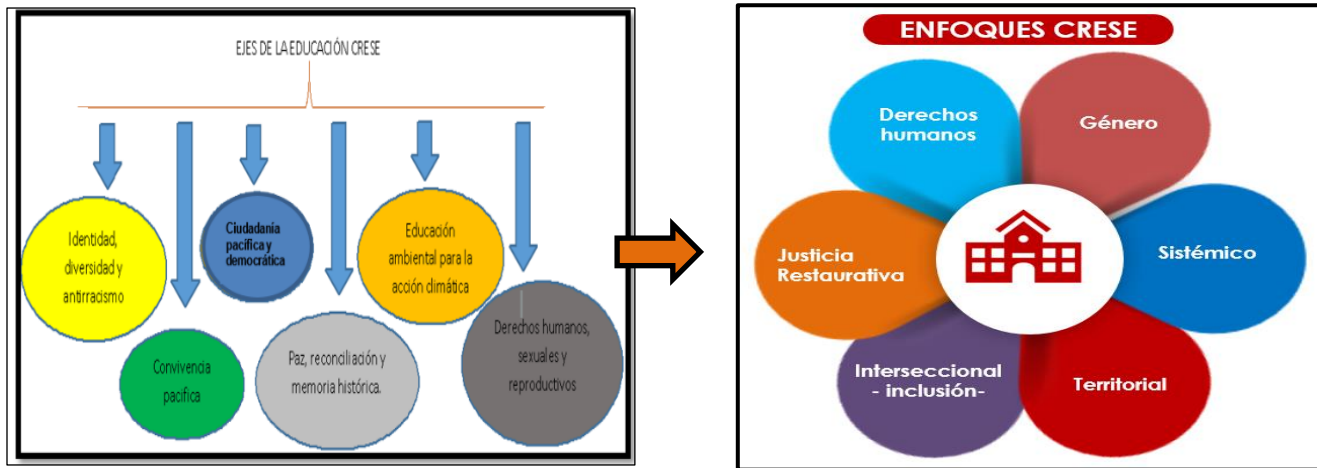 EJES DE LA EDUCACIÓN CRESE
Identidad,
diversidad y
antirracismo
Convivencia
pacifica
Ciudadanía
pacífica y
democrática
Paz, reconciliación y
memoria histórica.
Educación
ambiental para la
acción climática
Derechos humanos,
sexuales y
reproductivos
ENFOQUES CRESE
Derechos
humanos
Género
Justicia
Restaurativa
Sistémico
Interseccional
- inclusión-
Territorial